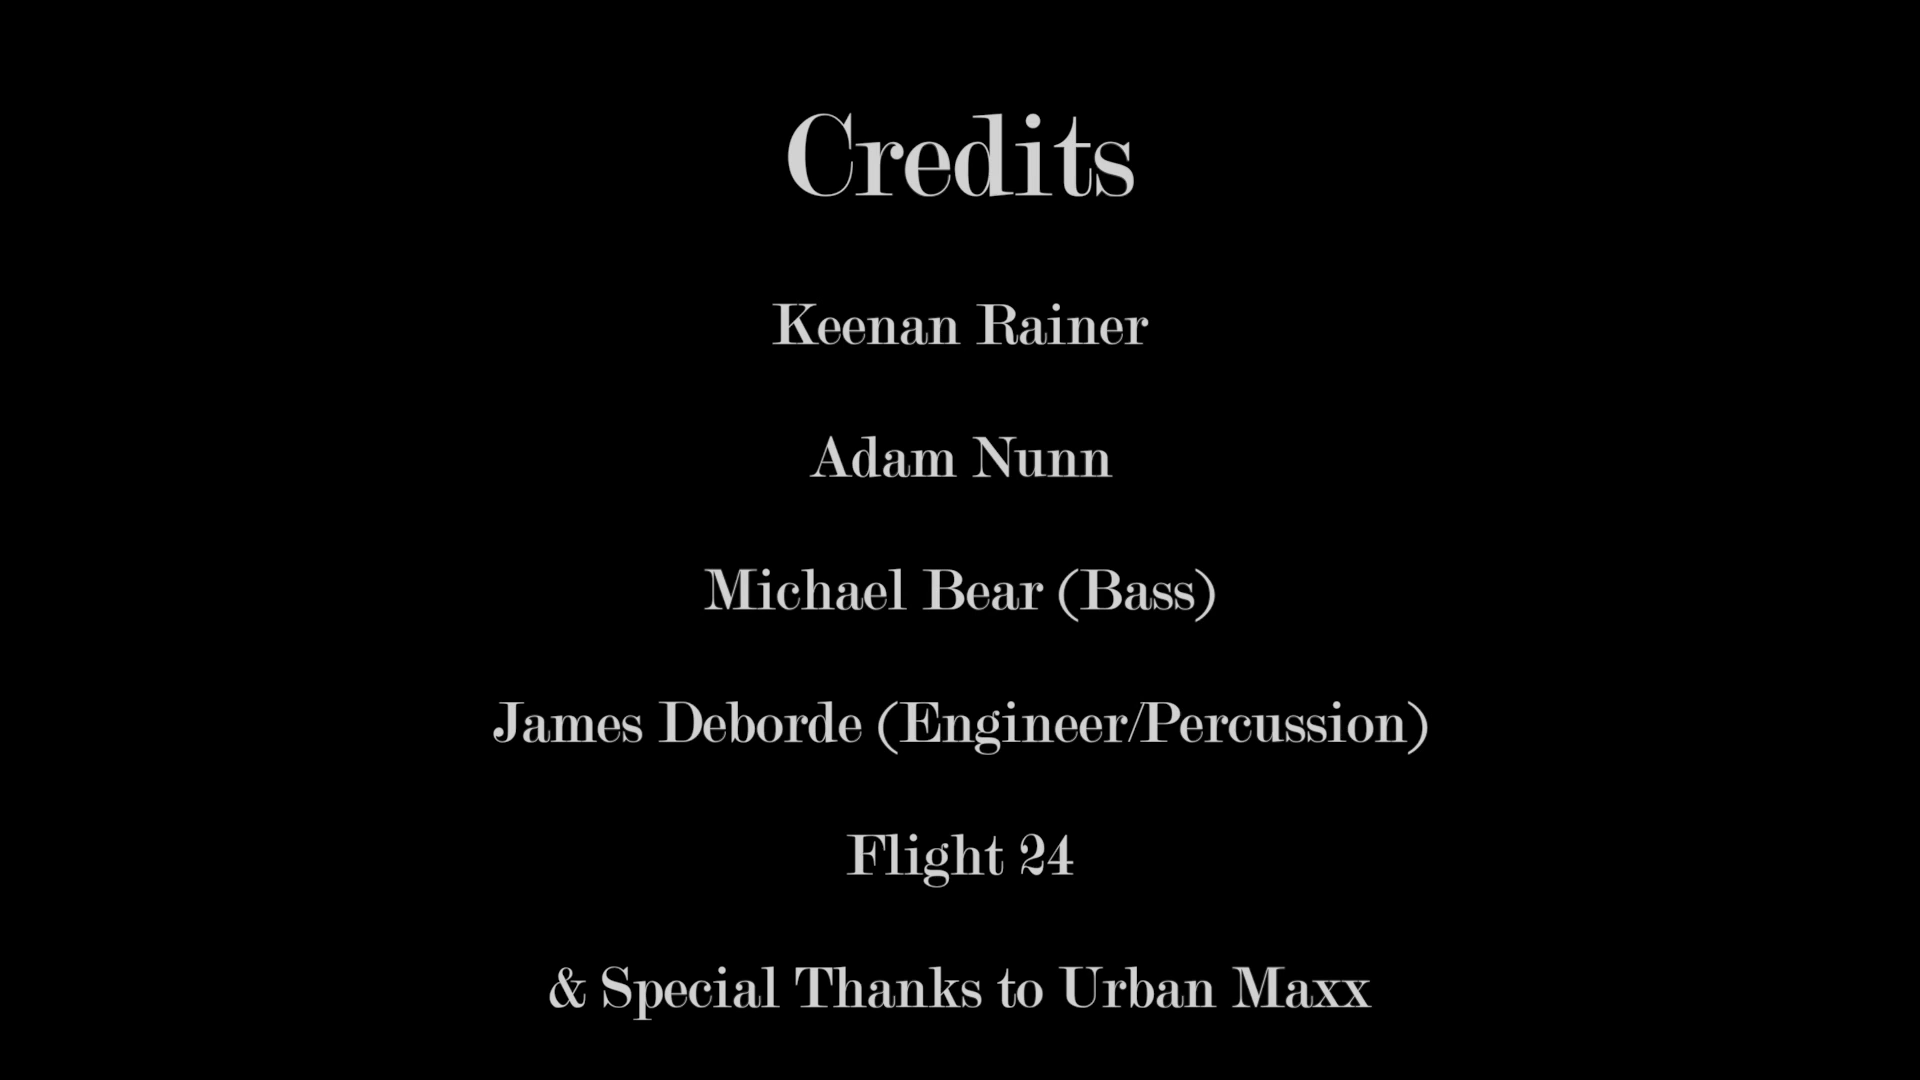 Credits
Keenan Rainer
Adam Nunn
Michael Bear (Bass)
James Deborde (Engineer/Percussion)
Flight 24
& Special Thanks to Urban Maxx